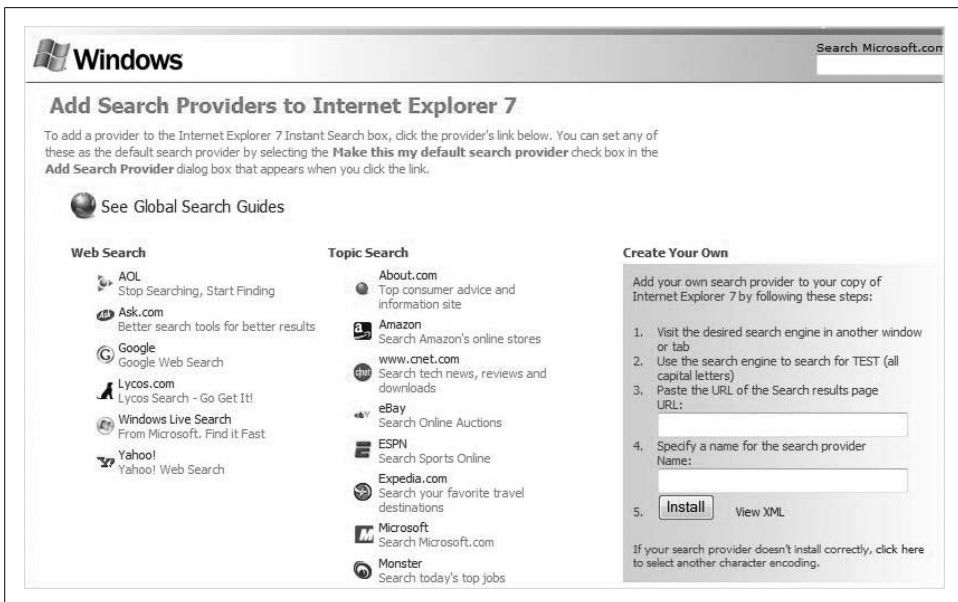 Windows
Search Microsoft.com
Add Search Providers to Internet Explorer 7
To add a provider to the Internet Explorer 7 Instant Search box, click the provider's link below. You can set any of
these as the default search provider by selecting the Make this my default search provider check box in the
Add Search Provider dialog box that appears when you click the link.
See Global Search Guides
Web Search
AOL
Stop Searching, Start Finding
Ask.com
Better search tools for better results
Google
Google Web Search
Lycos.com
Lycos Search - Go Get It!
Windows Live Search
From Microsoft. Find it Fast
Yahoo!
Yahoo! Web Search
Topic Search
About.com
Top consumer advice and
information site
Amazon
Search Amazon's online stores
www.cnet.com
Search tech news, reviews and
downloads
eBay
Search Online Auctions
ESPN
Search Sports Online
Expedia.com
Search your favorite travel
destinations
Microsoft
Search Microsoft.com
Monster
Search today's top jobs
Create Your Own
Add your own search provider to your copy of
Internet Explorer 7 by following these steps:
1. Visit the desired search engine in another window
or tab
2. Use the search engine to search for TEST (all
capital letters)
3. Paste the URL of the Search results page
URL:
4. Specify a name for the search provider
Name:
5. Install View XML
If your search provider doesn't install correctly, click here
to select another character encoding.